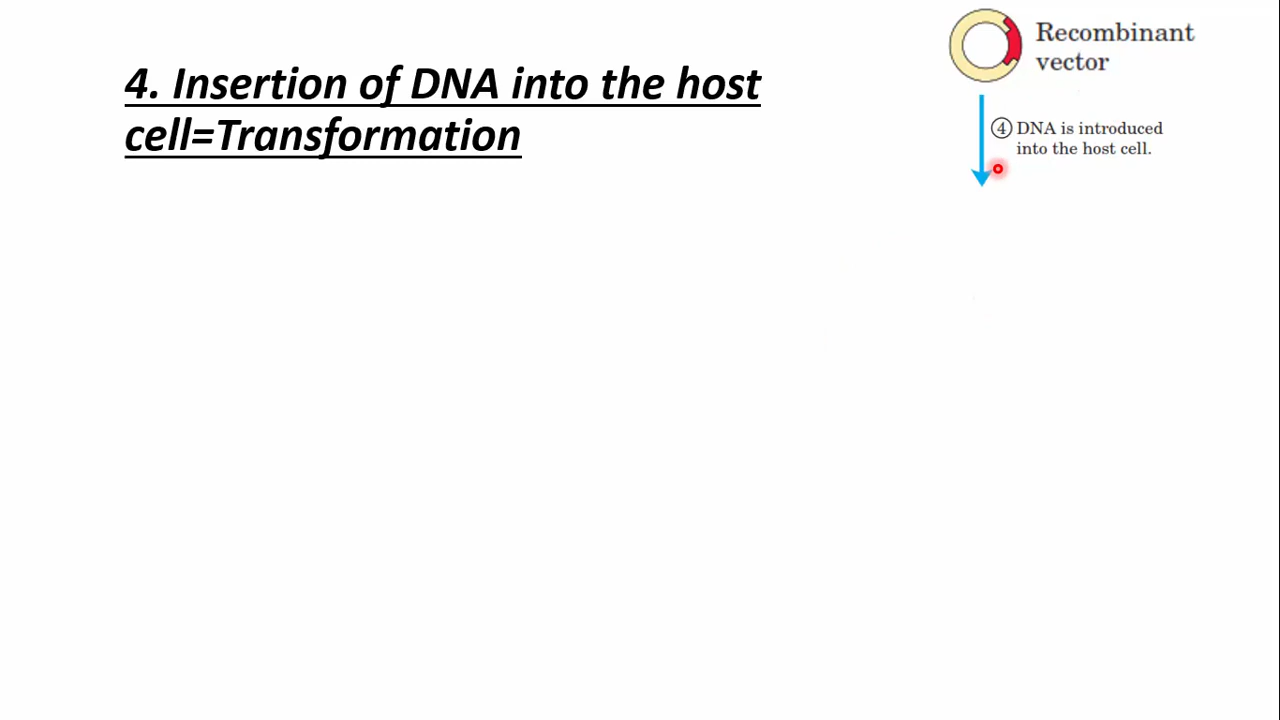 4. Insertion of DNA into the host
cell=Transformation
Recombinant
vector
④ DNA is introduced
into the host cell.